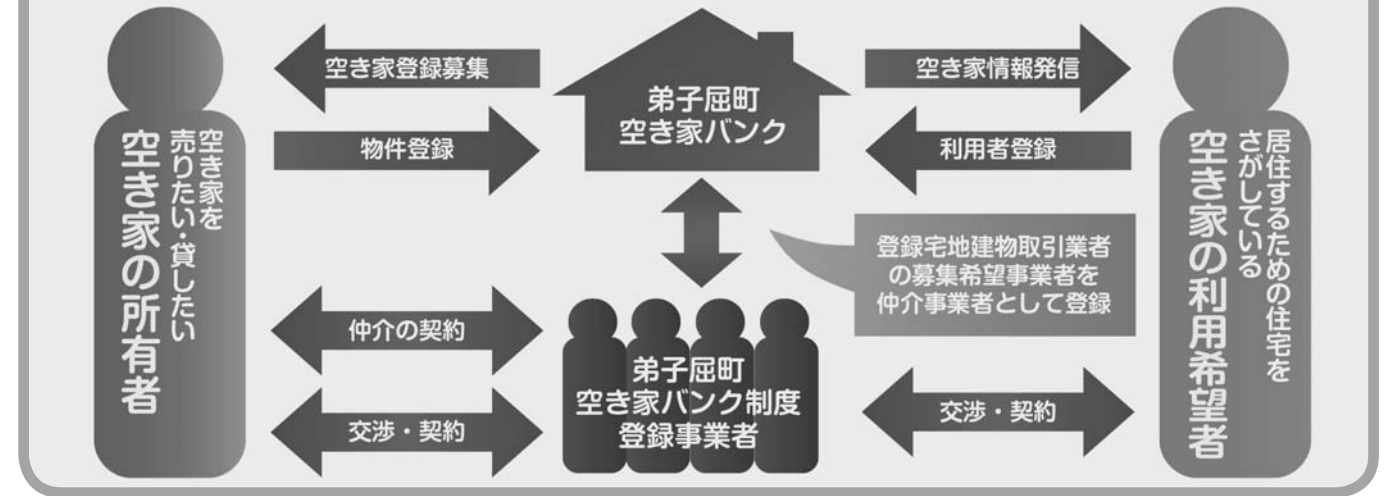 空き家を
売りたい・貸したい
空き家の所有者
空き家登録募集
物件登録
弟子屈町
空き家バンク
空き家情報発信
利用者登録
登録宅地建物取引業者
の募集希望事業者を
仲介事業者として登録
仲介の契約
交渉・契約
弟子屈町
空き家バンク制度
登録事業者
交渉・契約
居住するための住宅を
さがしている
空き家の利用希望者